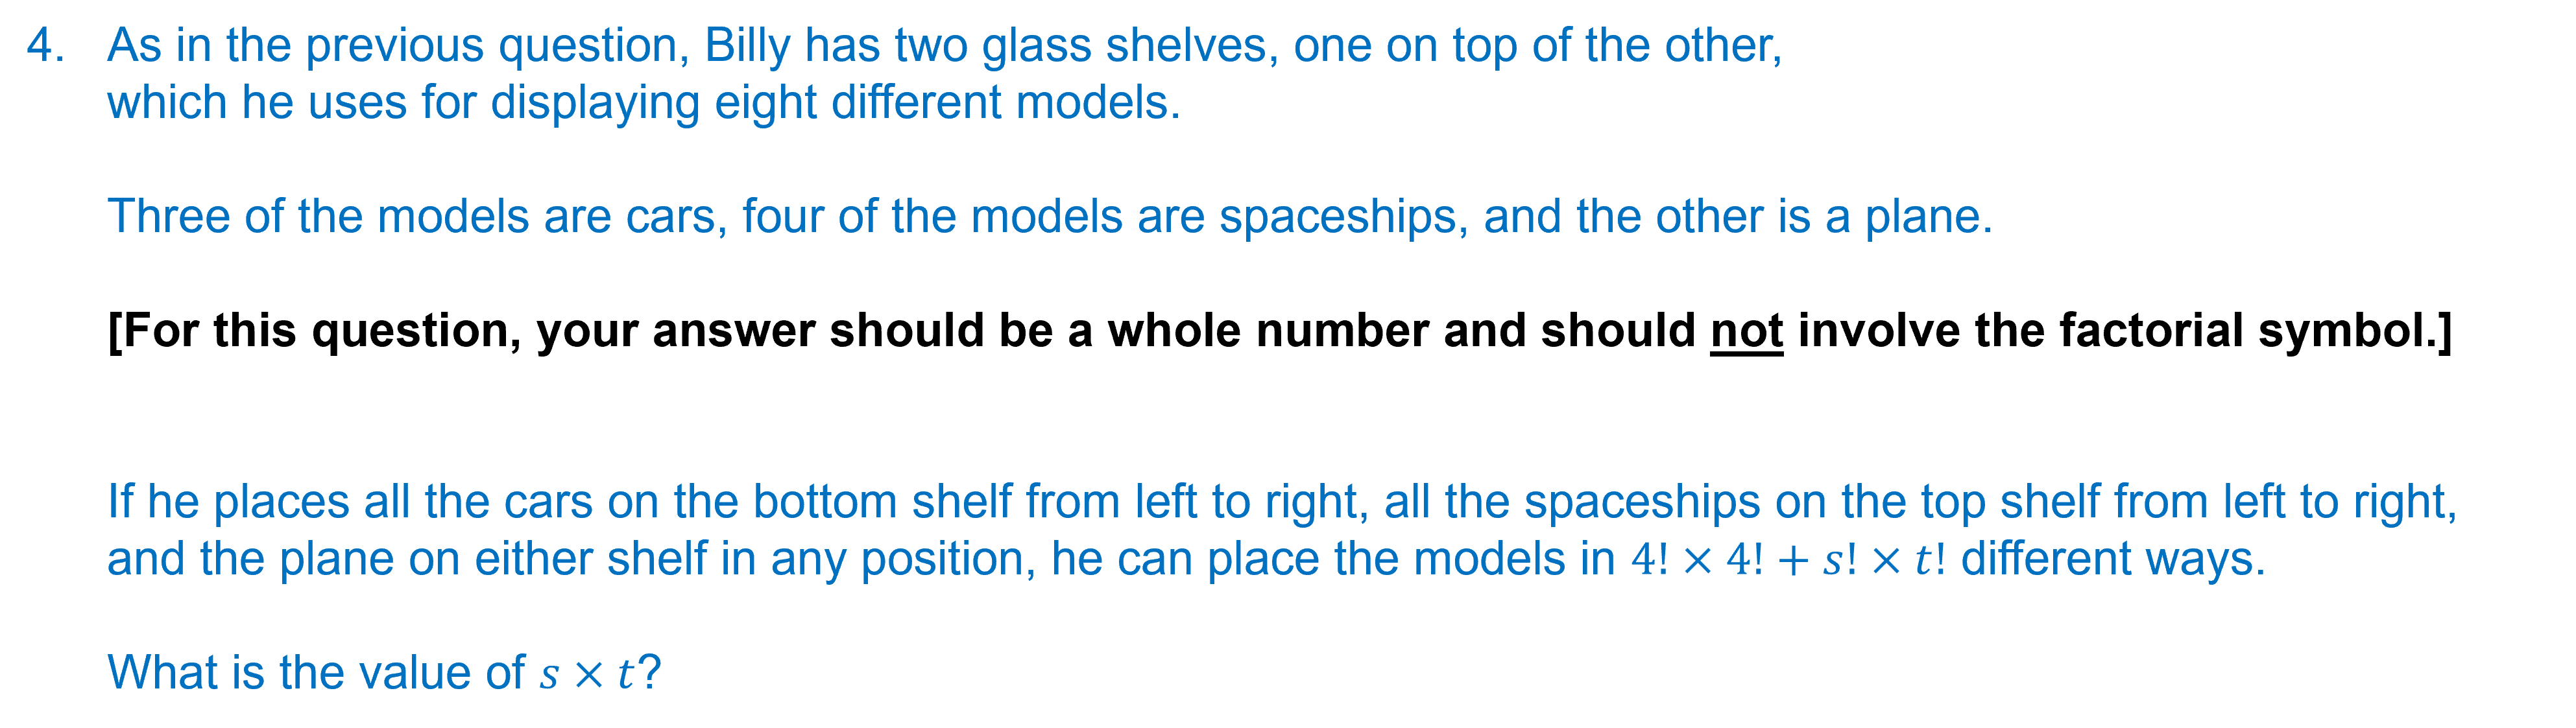 4. As in the previous question, Billy has two glass shelves, one on top of the other,
which he uses for displaying eight different models.
Three of the models are cars, four of the models are spaceships, and the other is a plane.
[For this question, your answer should be a whole number and should not involve the factorial symbol.]
If he places all the cars on the bottom shelf from left to right, all the spaceships on the top shelf from left to right,
and the plane on either shelf in any position, he can place the models in 4! × 4! + s! × t! different ways.
What is the value of s × t?